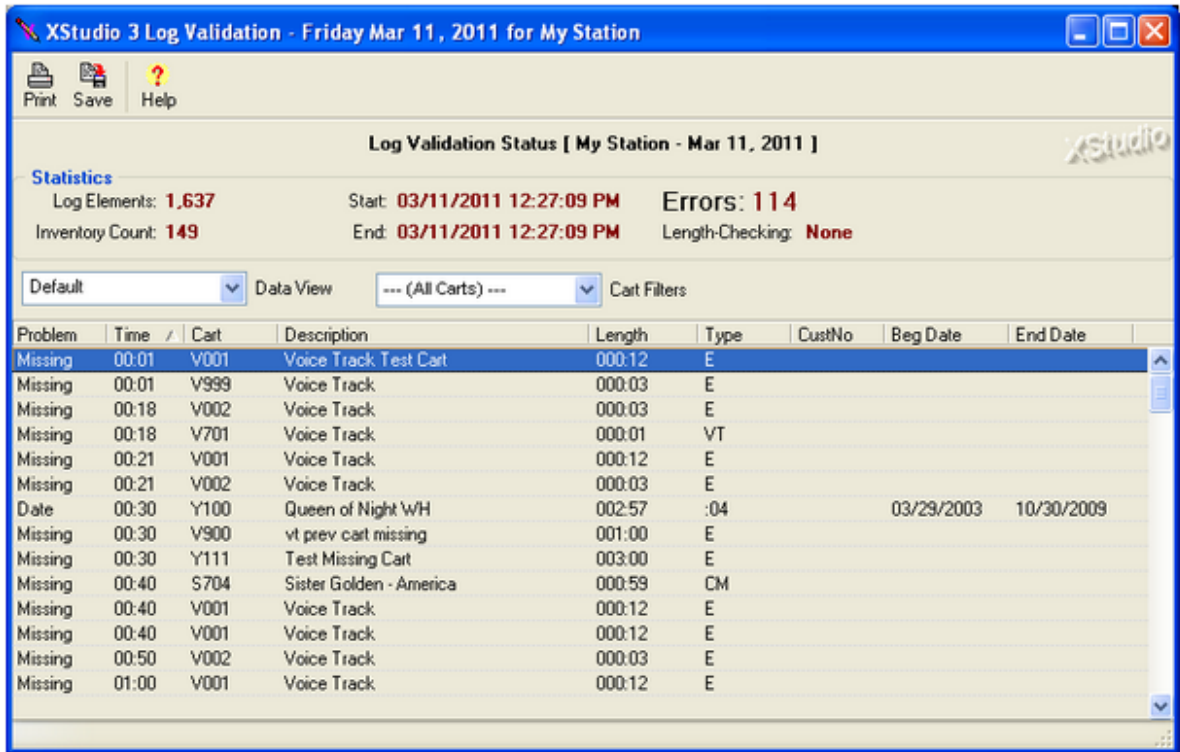 XStudio 3 Log Validation - Friday Mar 11, 2011 for My Station
Print Save Help
Log Validation Status [ My Station - Mar 11, 2011 ]
XStudio
Statistics
Log Elements: 1,637 Start: 03/11/2011 12:27:09 PM Errors: 114
Inventory Count: 149 End: 03/11/2011 12:27:09 PM Length-Checking: None
Default Data View --- (All Carts) --- Cart Filters
Problem Time Cart Description Length Type CustNo Beg Date End Date
Missing 00:01 V001 Voice Track Test Cart 000:12 E
Missing 00:01 V999 Voice Track 000:03 E
Missing 00:18 V002 Voice Track 000:03 E
Missing 00:18 V701 Voice Track 000:01 VT
Missing 00:21 V001 Voice Track 000:12 E
Missing 00:21 V002 Voice Track 000:03 E
Date 00:30 Y100 Queen of Night WH 002:57 :04 03/29/2003 10/30/2009
Missing 00:30 V900 vt prev cart missing 001:00 E
Missing 00:30 Y111 Test Missing Cart 003:00 E
Missing 00:40 S704 Sister Golden - America 000:59 CM
Missing 00:40 V001 Voice Track 000:12 E
Missing 00:40 V001 Voice Track 000:12 E
Missing 00:50 V002 Voice Track 000:03 E
Missing 01:00 V001 Voice Track 000:12 E